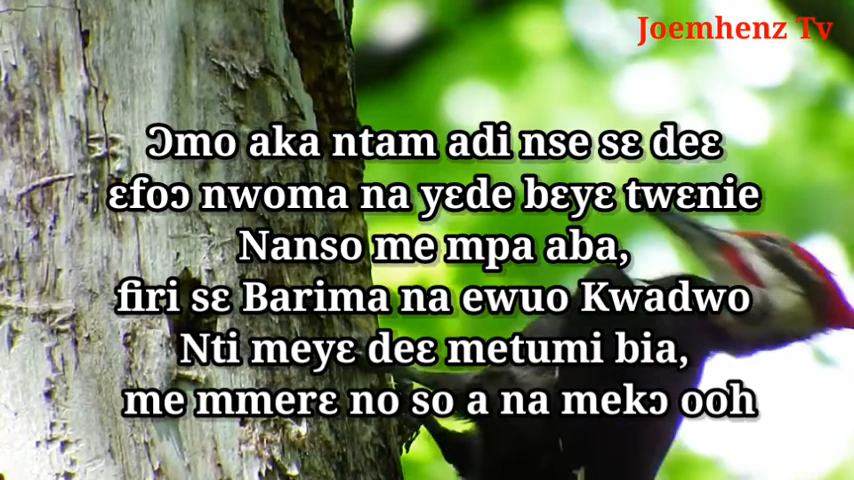 Joemhenz Tv
Ɔmo aka ntam adi nse sɛ deɛ
ɛfoɔ nwoma na yɛde bɛyɛ twɛnie
Nanso me mpa aba,
firi sɛ Barima na ewuo Kwadwo
Nti meyɛ deɛ metumi bia,
me mmerɛ no so a na mekɔ ooh